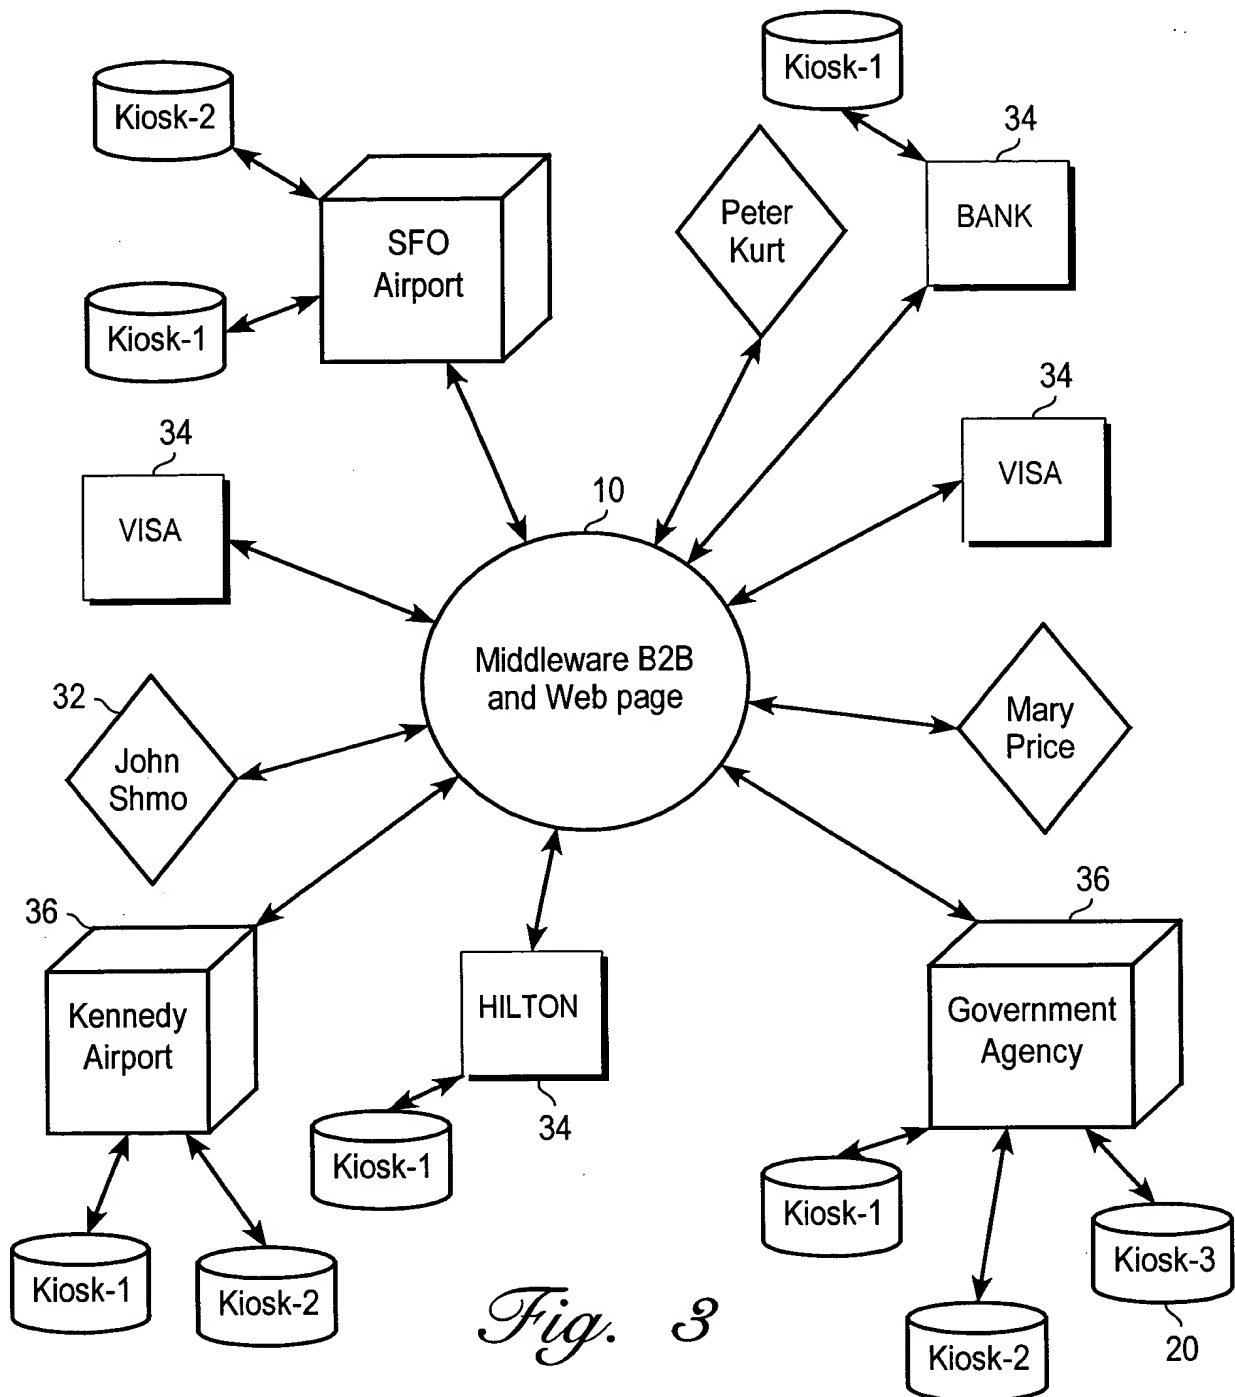 Kiosk-1
Kiosk-2
34
SFO
Airport
Peter
Kurt
BANK
Kiosk-1
34
VISA
34
VISA
10
Middleware B2B
and Web page
32
John
Shmo
Mary
Price
36
Kennedy
Airport
HILTON
34
Kiosk-1
36
Government
Agency
Kiosk-1
Kiosk-3
20
Kiosk-2
Kiosk-1
Kiosk-2
Fig. 3